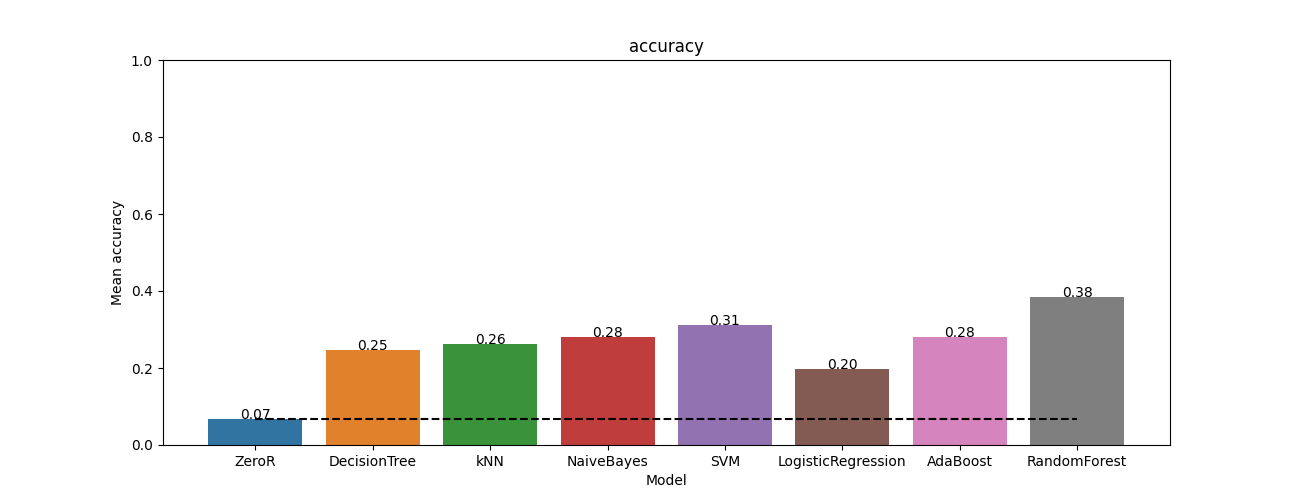 accuracy
Mean accuracy
1.0
0.8
0.6
0.4
0.2
0.0
0.07
0.25
0.26
0.28
0.31
0.20
0.28
0.38
ZeroR
DecisionTree
kNN
NaiveBayes
SVM
LogisticRegression
AdaBoost
RandomForest
Model